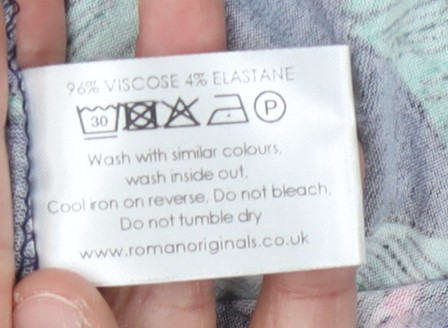 96% VISCOSE 4% ELASTANE
30 P
Wash with similar colours,
wash inside out.
Cool iron on reverse. Do not bleach.
Do not tumble dry
www.romanoriginals.co.uk